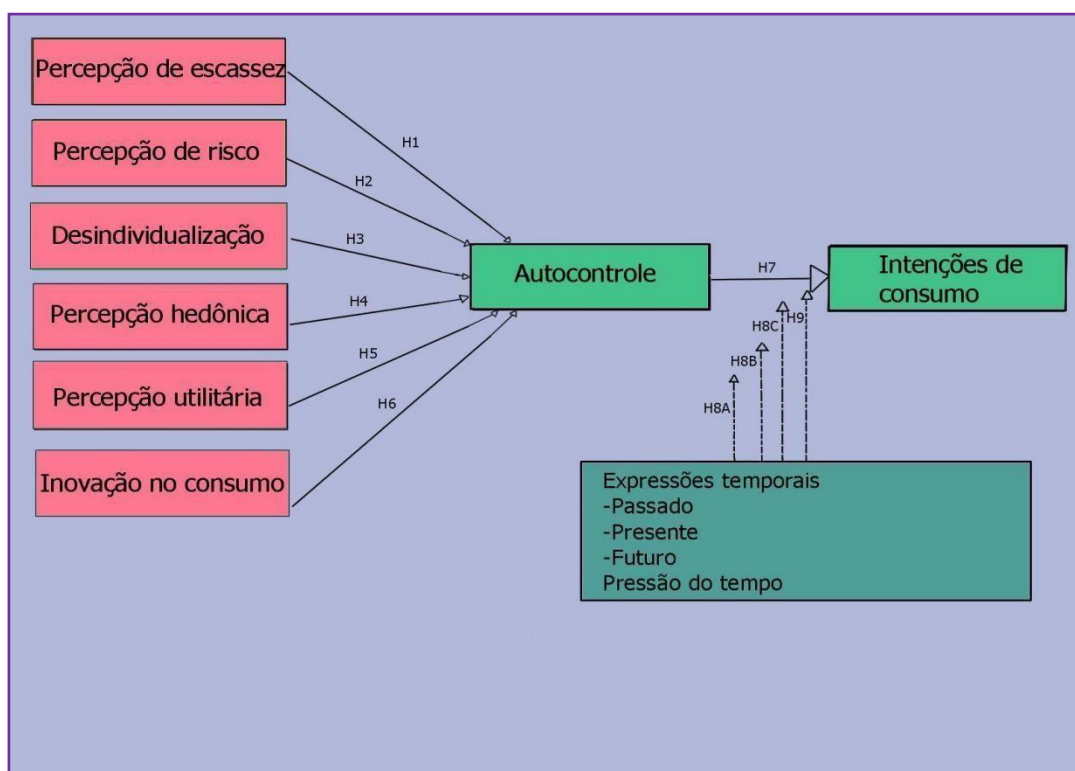 Percepção de escassez
Percepção de risco
Desindividualização
Percepção hedônica
Percepção utilitária
Inovação no consumo
H1
H2
H3
H4
H5
H6
Autocontrole
H7
Intenções de
consumo
H8A
H8B
H8C
H9
Expressões temporais
-Passado
-Presente
-Futuro
Pressão do tempo